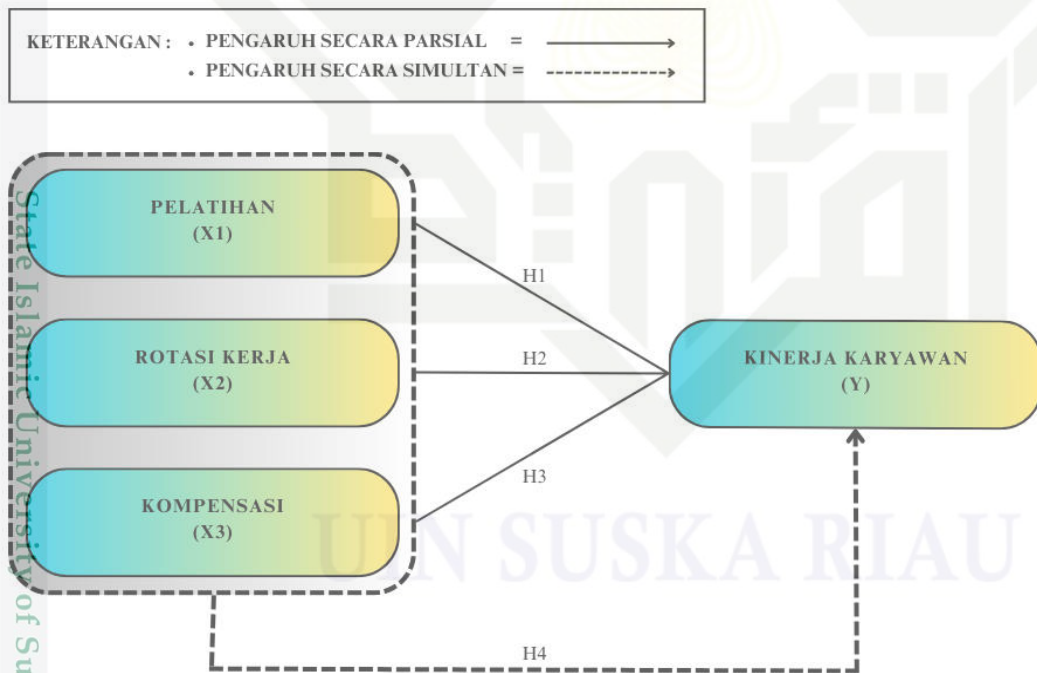 KETERANGAN : • PENGARUH SECARA PARSIAL =
• PENGARUH SECARA SIMULTAN =
PELATIHAN
(X1)
H1
ROTASI KERJA
(X2)
H2
KINERJA KARYAWAN
(Y)
KOMPENSASI
(X3)
H3
H4
UIN SUSKA RIAU
State Islamic University of Su